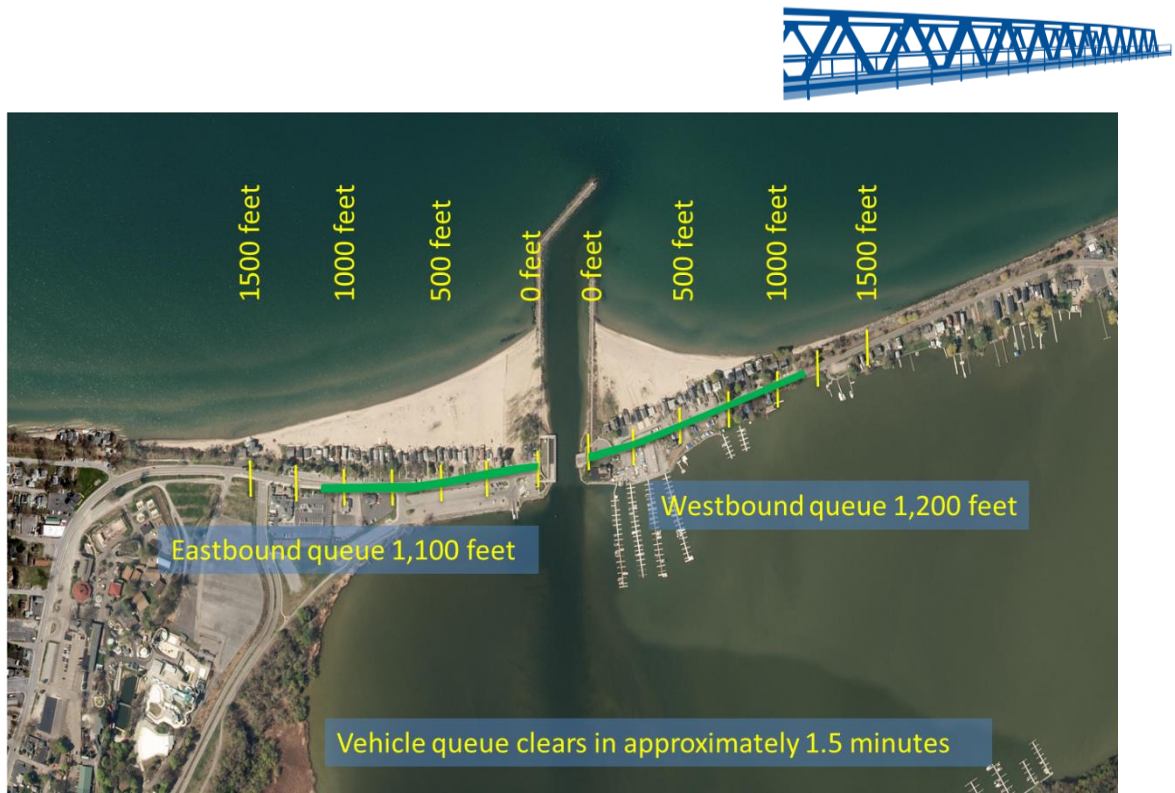 1500 feet
1000 feet
500 feet
0 feet
0 feet
500 feet
1000 feet
1500 feet
Westbound queue 1,200 feet
Eastbound queue 1,100 feet
Vehicle queue clears in approximately 1.5 minutes